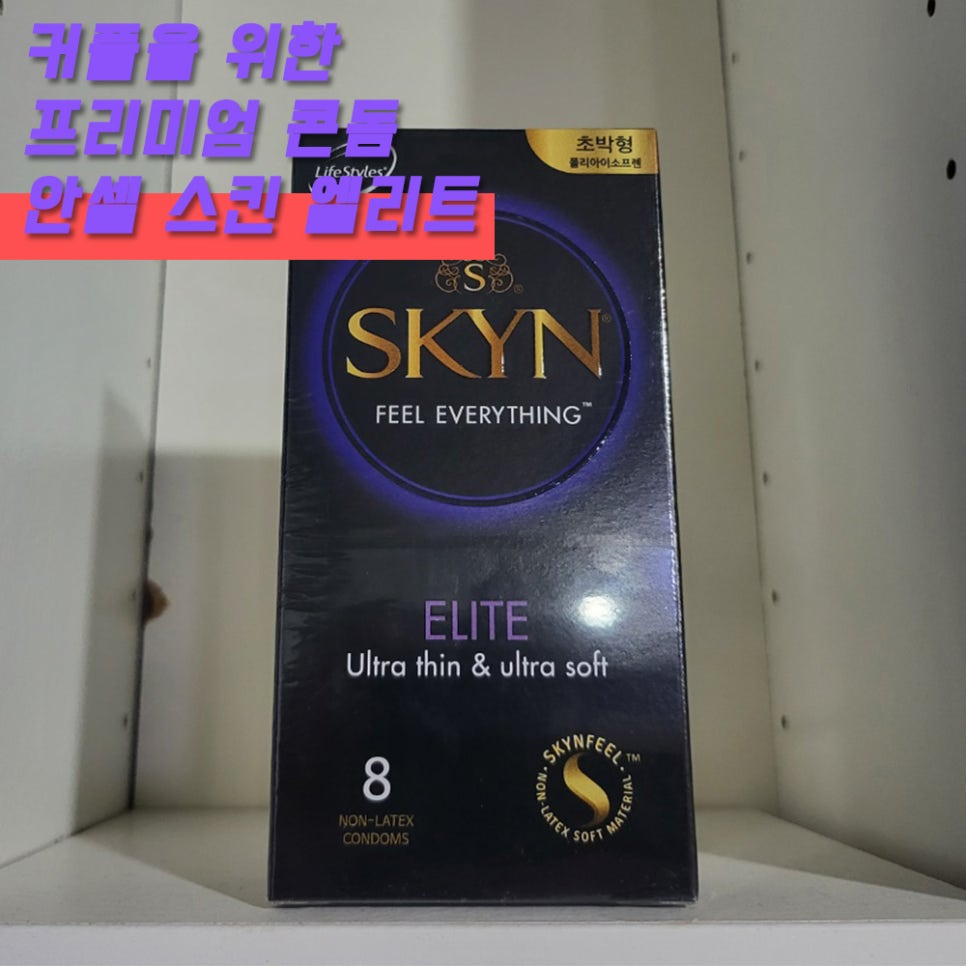 커플을 위한
프리미엄 콘돔
안셀 스킨 엘리트
LifeStyles®
초박형
폴리아이소프렌
S®
SKYN®
FEEL EVERYTHING™
ELITE
Ultra thin & ultra soft
8
NON-LATEX
CONDOMS
SKYNFEEL™
NON-LATEX SOFT MATERIAL